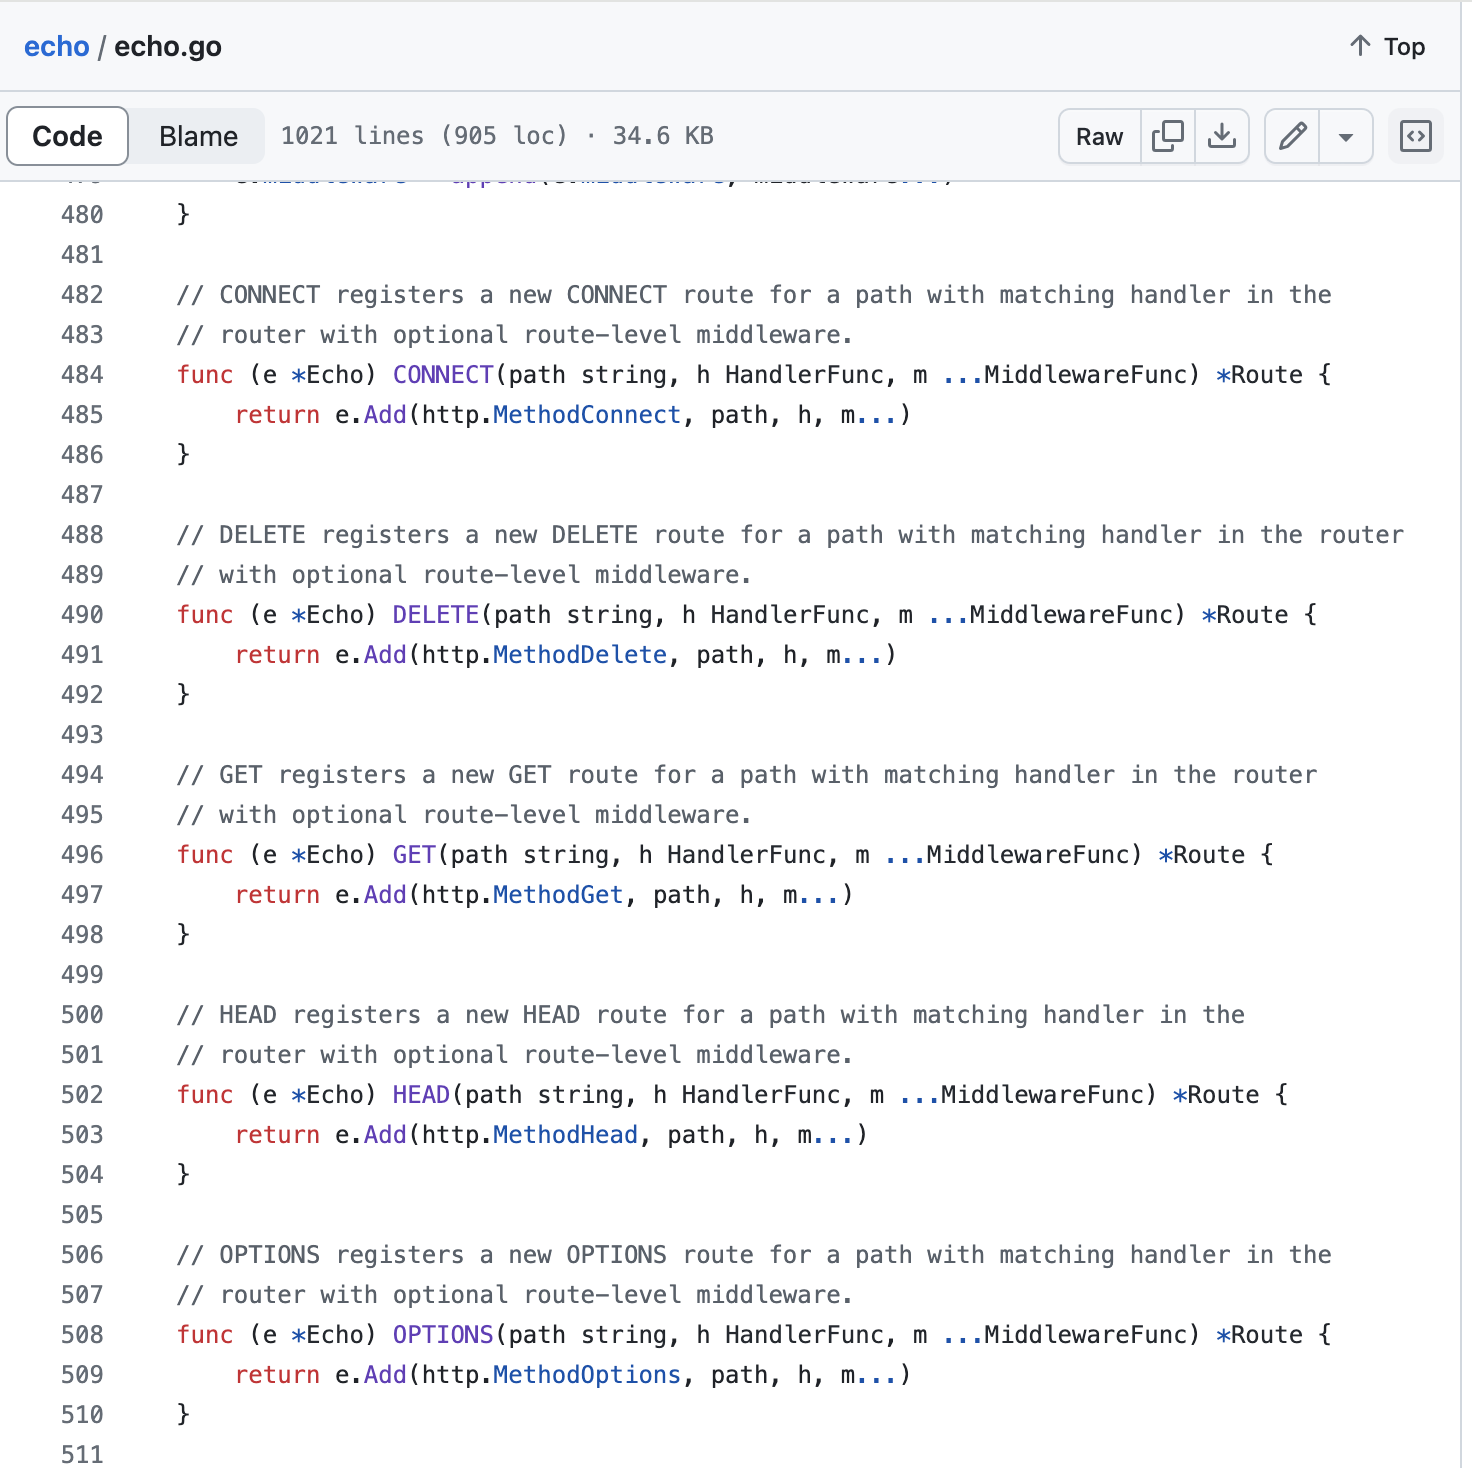 echo / echo.go
Top
Code Blame 1021 lines (905 loc) · 34.6 KB Raw
480 }
481
482 // CONNECT registers a new CONNECT route for a path with matching handler in the
483 // router with optional route-level middleware.
484 func (e *Echo) CONNECT(path string, h HandlerFunc, m ...MiddlewareFunc) *Route {
485 return e.Add(http.MethodConnect, path, h, m...)
486 }
487
488 // DELETE registers a new DELETE route for a path with matching handler in the router
489 // with optional route-level middleware.
490 func (e *Echo) DELETE(path string, h HandlerFunc, m ...MiddlewareFunc) *Route {
491 return e.Add(http.MethodDelete, path, h, m...)
492 }
493
494 // GET registers a new GET route for a path with matching handler in the router
495 // with optional route-level middleware.
496 func (e *Echo) GET(path string, h HandlerFunc, m ...MiddlewareFunc) *Route {
497 return e.Add(http.MethodGet, path, h, m...)
498 }
499
500 // HEAD registers a new HEAD route for a path with matching handler in the
501 // router with optional route-level middleware.
502 func (e *Echo) HEAD(path string, h HandlerFunc, m ...MiddlewareFunc) *Route {
503 return e.Add(http.MethodHead, path, h, m...)
504 }
505
506 // OPTIONS registers a new OPTIONS route for a path with matching handler in the
507 // router with optional route-level middleware.
508 func (e *Echo) OPTIONS(path string, h HandlerFunc, m ...MiddlewareFunc) *Route {
509 return e.Add(http.MethodOptions, path, h, m...)
510 }
511